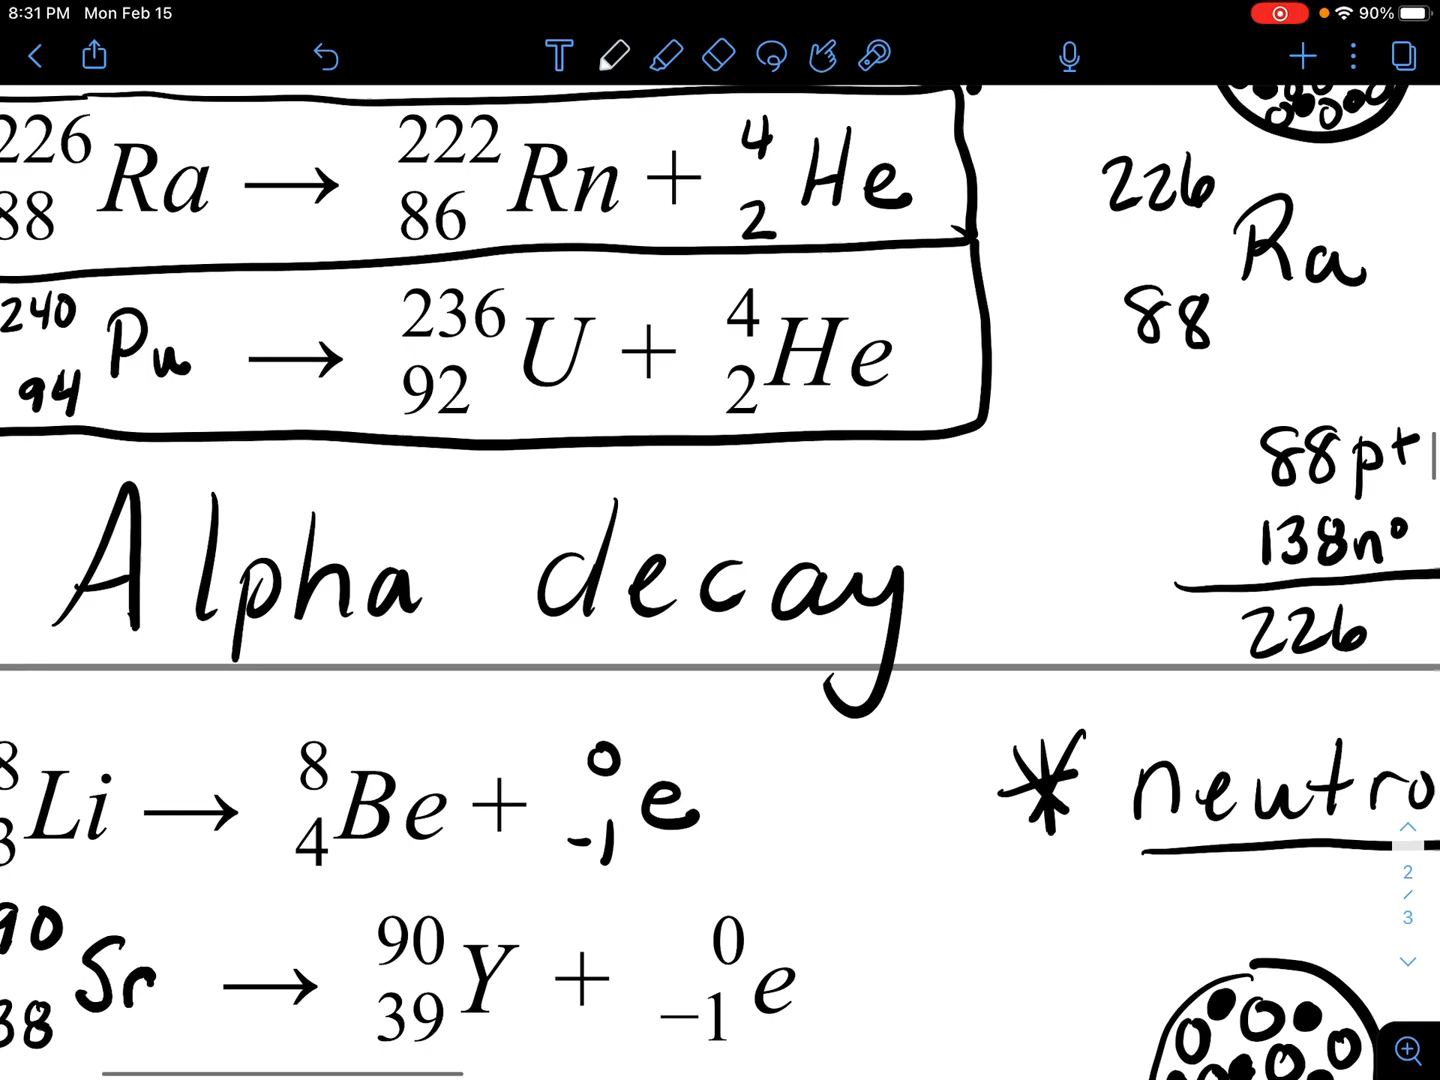 8:31 PM Mon Feb 15 90%
T
226 88 Ra → 222 86 Rn + 4 2 He
226 88 Ra
240 94 Pu → 236 92 U + 4 2 He
88 p+
138 n°
226
Alpha decay
8 3 Li → 8 4 Be + 0 -1 e
* neutro
2 / 3
90 38 Sr → 90 39 Y + 0 −1 e